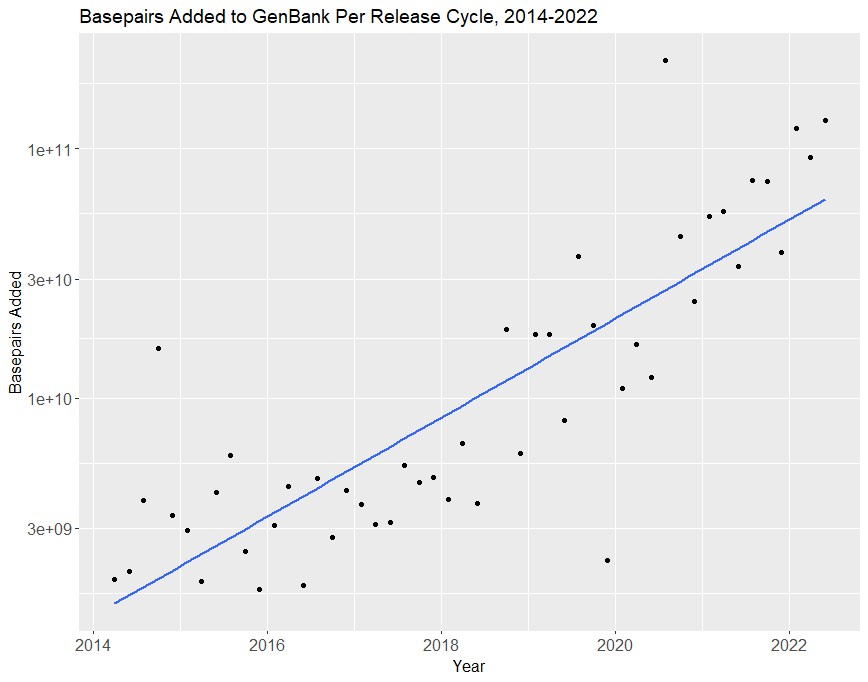 Basepairs Added to GenBank Per Release Cycle, 2014-2022
Basepairs Added
1e+11
3e+10
1e+10
3e+09
2014 2016 2018 2020 2022
Year